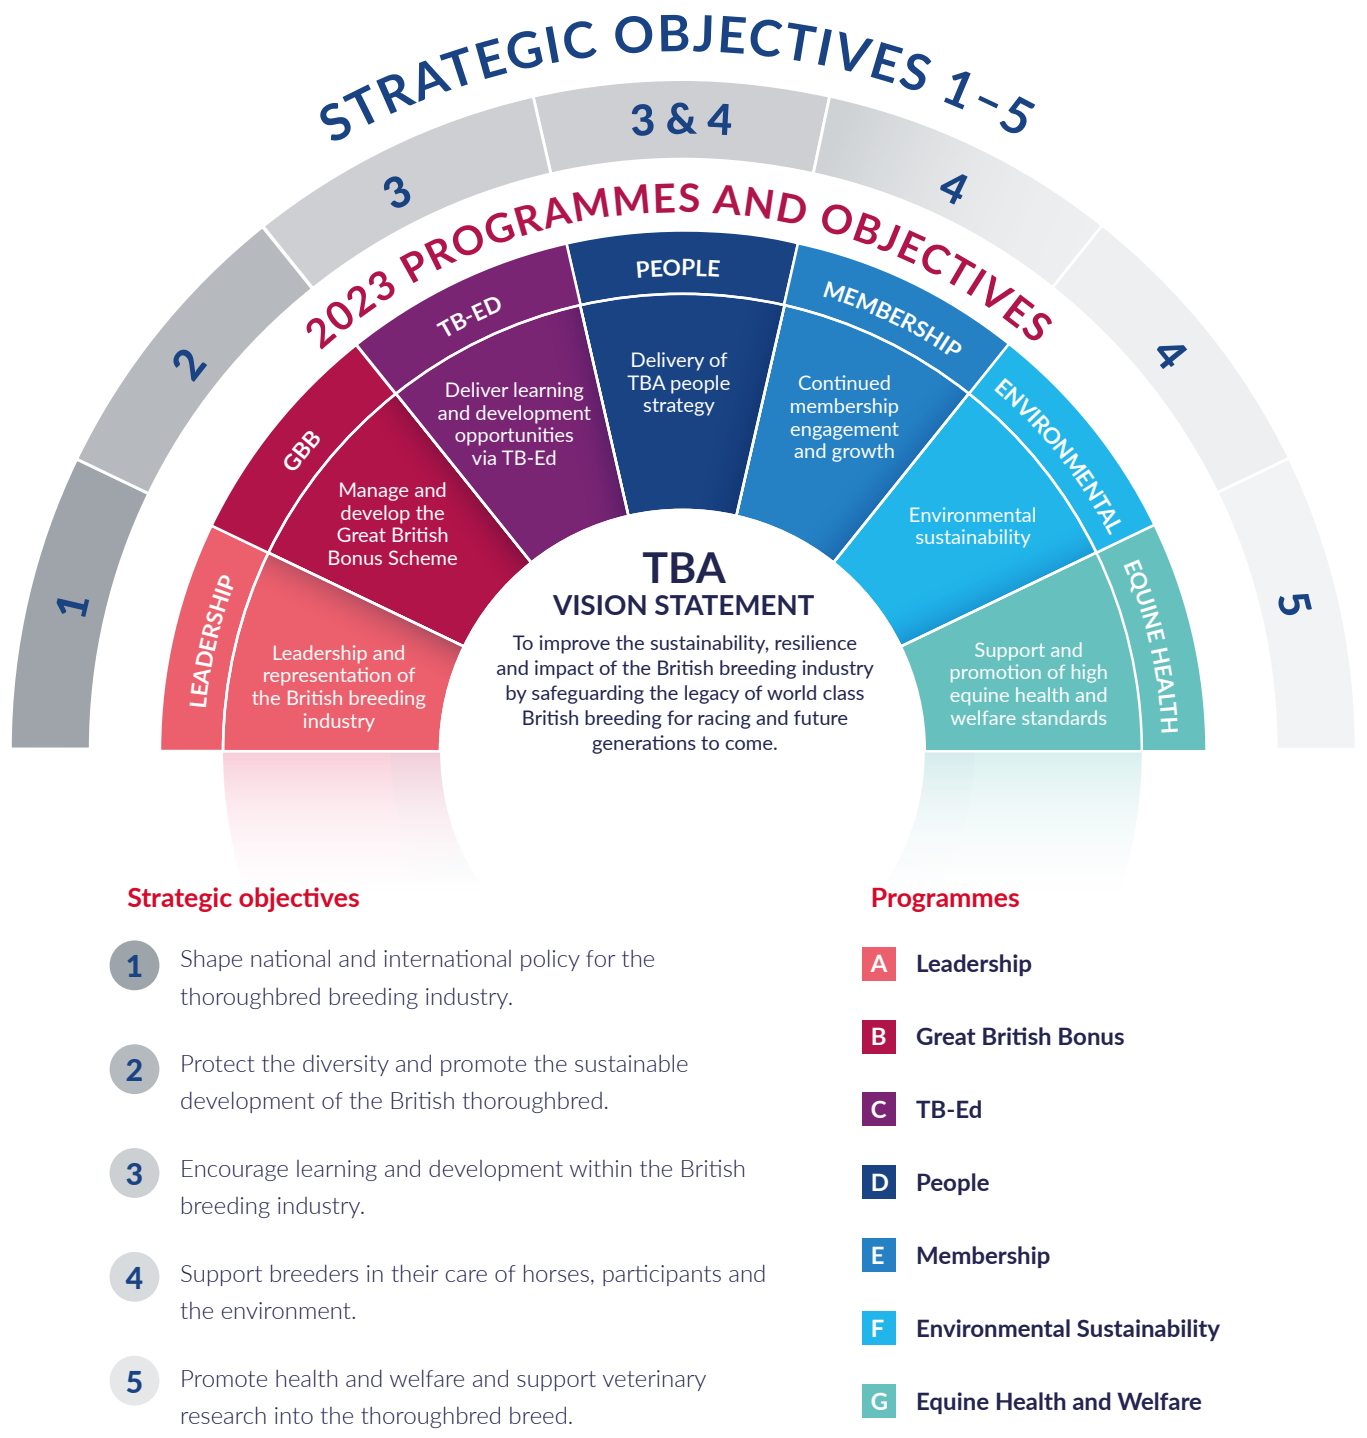 STRATEGIC OBJECTIVES 1–5
1
2
3
3 & 4
4
4
5
2023 PROGRAMMES AND OBJECTIVES
LEADERSHIP
GBB
TB-ED
PEOPLE
MEMBERSHIP
ENVIRONMENTAL
EQUINE HEALTH
Leadership and
representation of
the British breeding
industry
Manage and
develop the
Great British
Bonus Scheme
Deliver learning
and development
opportunities
via TB-Ed
Delivery of
TBA people
strategy
Continued
membership
engagement
and growth
Environmental
sustainability
Support and
promotion of high
equine health and
welfare standards
TBA
VISION STATEMENT
To improve the sustainability, resilience
and impact of the British breeding industry
by safeguarding the legacy of world class
British breeding for racing and future
generations to come.
Strategic objectives
1 Shape national and international policy for the
thoroughbred breeding industry.
2 Protect the diversity and promote the sustainable
development of the British thoroughbred.
3 Encourage learning and development within the British
breeding industry.
4 Support breeders in their care of horses, participants and
the environment.
5 Promote health and welfare and support veterinary
research into the thoroughbred breed.
Programmes
A Leadership
B Great British Bonus
C TB-Ed
D People
E Membership
F Environmental Sustainability
G Equine Health and Welfare